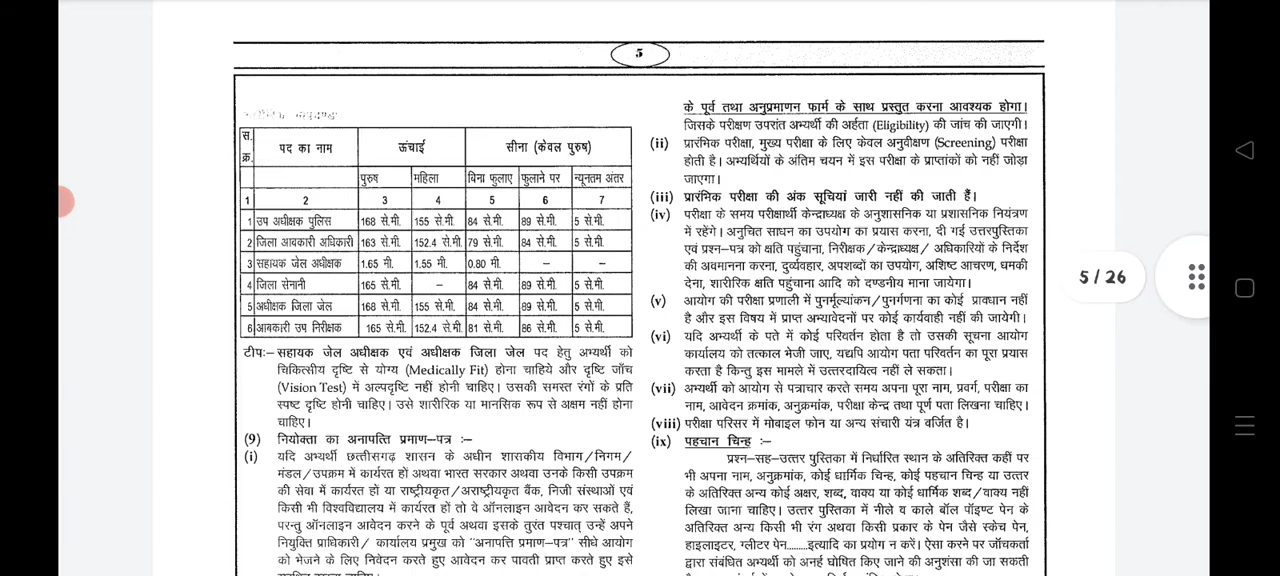 5
स. क्र. पद का नाम ऊंचाई सीना (केवल पुरुष)
पुरुष महिला बिना फुलाए फुलाने पर न्यूनतम अंतर
1 2 3 4 5 6 7
1 उप अधीक्षक पुलिस 168 से.मी. 155 से.मी. 84 से.मी. 89 से.मी. 5 से.मी.
2 जिला आबकारी अधिकारी 163 से.मी. 152.4 से.मी. 79 से.मी. 84 से.मी. 5 से.मी.
3 सहायक जेल अधीक्षक 1.65 मी. 1.55 मी. 0.80 मी. – –
4 जिला सेनानी 165 से.मी. – 84 से.मी. 89 से.मी. 5 से.मी.
5 अधीक्षक जिला जेल 168 से.मी. 155 से.मी. 84 से.मी. 89 से.मी. 5 से.मी.
6 आबकारी उप निरीक्षक 165 से.मी. 152.4 से.मी. 81 से.मी. 86 से.मी. 5 से.मी.
टीपः– सहायक जेल अधीक्षक एवं अधीक्षक जिला जेल पद हेतु अभ्यर्थी को
चिकित्सीय दृष्टि से योग्य (Medically Fit) होना चाहिये और दृष्टि जाँच
(Vision Test) में अल्पदृष्टि नहीं होनी चाहिए। उसकी समस्त रंगों के प्रति
स्पष्ट दृष्टि होनी चाहिए। उसे शारीरिक या मानसिक रूप से अक्षम नहीं होना
चाहिए।
(9) नियोक्ता का अनापत्ति प्रमाण–पत्र :–
(i) यदि अभ्यर्थी छत्तीसगढ़ शासन के अधीन शासकीय विभाग/निगम/
मंडल/उपक्रम में कार्यरत हों अथवा भारत सरकार अथवा उनके किसी उपक्रम
की सेवा में कार्यरत हों या राष्ट्रीयकृत/अराष्ट्रीयकृत बैंक, निजी संस्थाओं एवं
किसी भी विश्वविद्यालय में कार्यरत हों तो वे ऑनलाइन आवेदन कर सकते हैं,
परन्तु ऑनलाइन आवेदन करने के पूर्व अथवा इसके तुरंत पश्चात् उन्हें अपने
नियुक्ति प्राधिकारी/ कार्यालय प्रमुख को "अनापत्ति प्रमाण–पत्र" सीधे आयोग
को भेजने के लिए निवेदन करते हुए आवेदन कर पावती प्राप्त करते हुए इसे
के पूर्व तथा अनुप्रमाणन फार्म के साथ प्रस्तुत करना आवश्यक होगा।
जिसके परीक्षण उपरांत अभ्यर्थी की अर्हता (Eligibility) की जांच की जाएगी।
(ii) प्रारंभिक परीक्षा, मुख्य परीक्षा के लिए केवल अनुवीक्षण (Screening) परीक्षा
होती है। अभ्यर्थियों के अंतिम चयन में इस परीक्षा के प्राप्तांकों को नहीं जोड़ा
जाएगा।
(iii) प्रारंभिक परीक्षा की अंक सूचियां जारी नहीं की जाती हैं।
(iv) परीक्षा के समय परीक्षार्थी केन्द्राध्यक्ष के अनुशासनिक या प्रशासनिक नियंत्रण
में रहेंगे। अनुचित साधन का उपयोग का प्रयास करना, दी गई उत्तरपुस्तिका
एवं प्रश्न–पत्र को क्षति पहुंचाना, निरीक्षक/केन्द्राध्यक्ष/ अधिकारियों के निर्देश
की अवमानना करना, दुर्व्यवहार, अपशब्दों का उपयोग, अशिष्ट आचरण, धमकी
देना, शारीरिक क्षति पहुंचाना आदि को दण्डनीय माना जायेगा।
(v) आयोग की परीक्षा प्रणाली में पुनर्मूल्यांकन/पुनर्गणना का कोई प्रावधान नहीं
है और इस विषय में प्राप्त अभ्यावेदनों पर कोई कार्यवाही नहीं की जायेगी।
(vi) यदि अभ्यर्थी के पते में कोई परिवर्तन होता है तो उसकी सूचना आयोग
कार्यालय को तत्काल भेजी जाए, यद्यपि आयोग पता परिवर्तन का पूरा प्रयास
करता है किन्तु इस मामले में उत्तरदायित्व नहीं ले सकता।
(vii) अभ्यर्थी को आयोग से पत्राचार करते समय अपना पूरा नाम, प्रवर्ग, परीक्षा का
नाम, आवेदन क्रमांक, अनुक्रमांक, परीक्षा केन्द्र तथा पूर्ण पता लिखना चाहिए।
(viii) परीक्षा परिसर में मोबाइल फोन या अन्य संचारी यंत्र वर्जित है।
(ix) पहचान चिन्ह :–
प्रश्न–सह–उत्तर पुस्तिका में निर्धारित स्थान के अतिरिक्त कहीं पर
भी अपना नाम, अनुक्रमांक, कोई धार्मिक चिन्ह, कोई पहचान चिन्ह या उत्तर
के अतिरिक्त अन्य कोई अक्षर, शब्द, वाक्य या कोई धार्मिक शब्द/वाक्य नहीं
लिखा जाना चाहिए। उत्तर पुस्तिका में नीले व काले बॉल पॉइण्ट पेन के
अतिरिक्त अन्य किसी भी रंग अथवा किसी प्रकार के पेन जैसे स्केच पेन,
हाइलाइटर, ग्लीटर पेन.........इत्यादि का प्रयोग न करें। ऐसा करने पर जाँचकर्ता
द्वारा संबंधित अभ्यर्थी को अनर्ह घोषित किए जाने की अनुशंसा की जा सकती
5 / 26